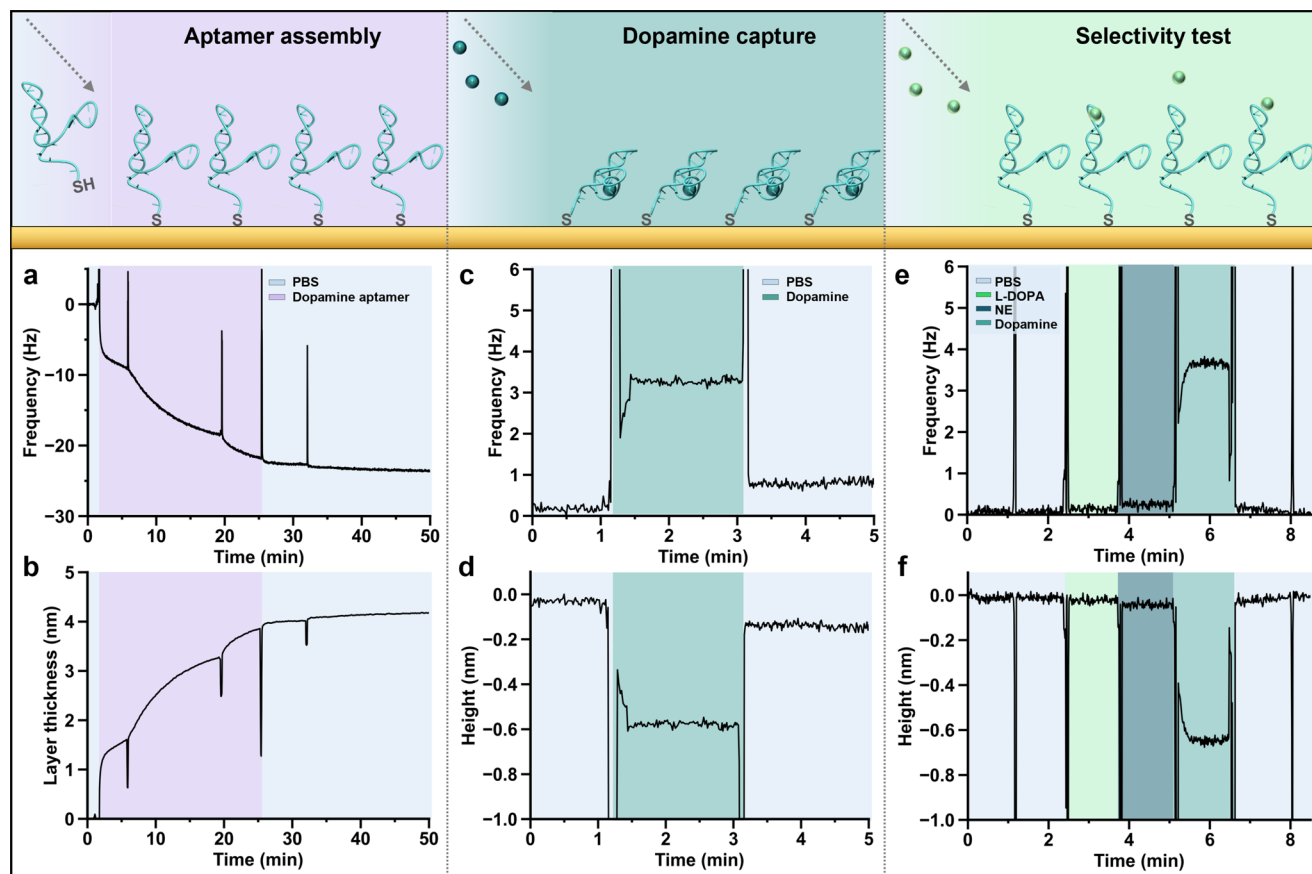 Aptamer assembly
Dopamine capture
Selectivity test
SH
S
S
S
S
S
S
S
S
S
S
S
S
a
PBS
Dopamine aptamer
Frequency (Hz)
0
−10
−20
−30
0
10
20
30
40
50
Time (min)
b
Layer thickness (nm)
5
4
3
2
1
0
0
10
20
30
40
50
Time (min)
c
PBS
Dopamine
Frequency (Hz)
6
5
4
3
2
1
0
0
1
2
3
4
5
Time (min)
d
Height (nm)
0.0
−0.2
−0.4
−0.6
−0.8
−1.0
0
1
2
3
4
5
Time (min)
e
PBS
L-DOPA
NE
Dopamine
Frequency (Hz)
6
5
4
3
2
1
0
0
2
4
6
8
Time (min)
f
Height (nm)
0.0
−0.2
−0.4
−0.6
−0.8
−1.0
0
2
4
6
8
Time (min)